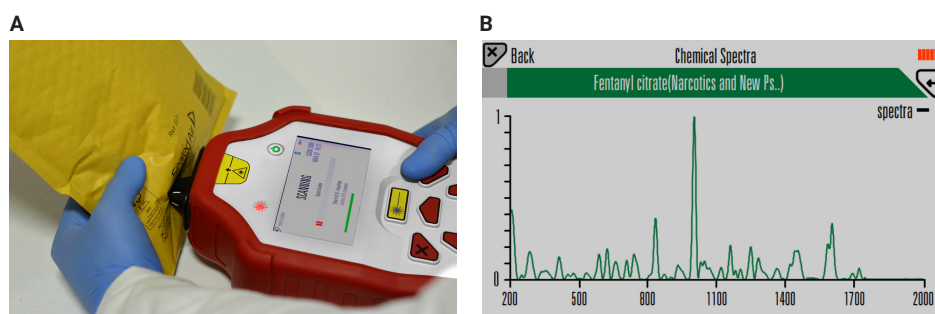 A
SCANNING
B
Back
Chemical Spectra
Fentanyl citrate(Narcotics and New Ps..)
spectra
1
0
200
500
800
1100
1400
1700
2000